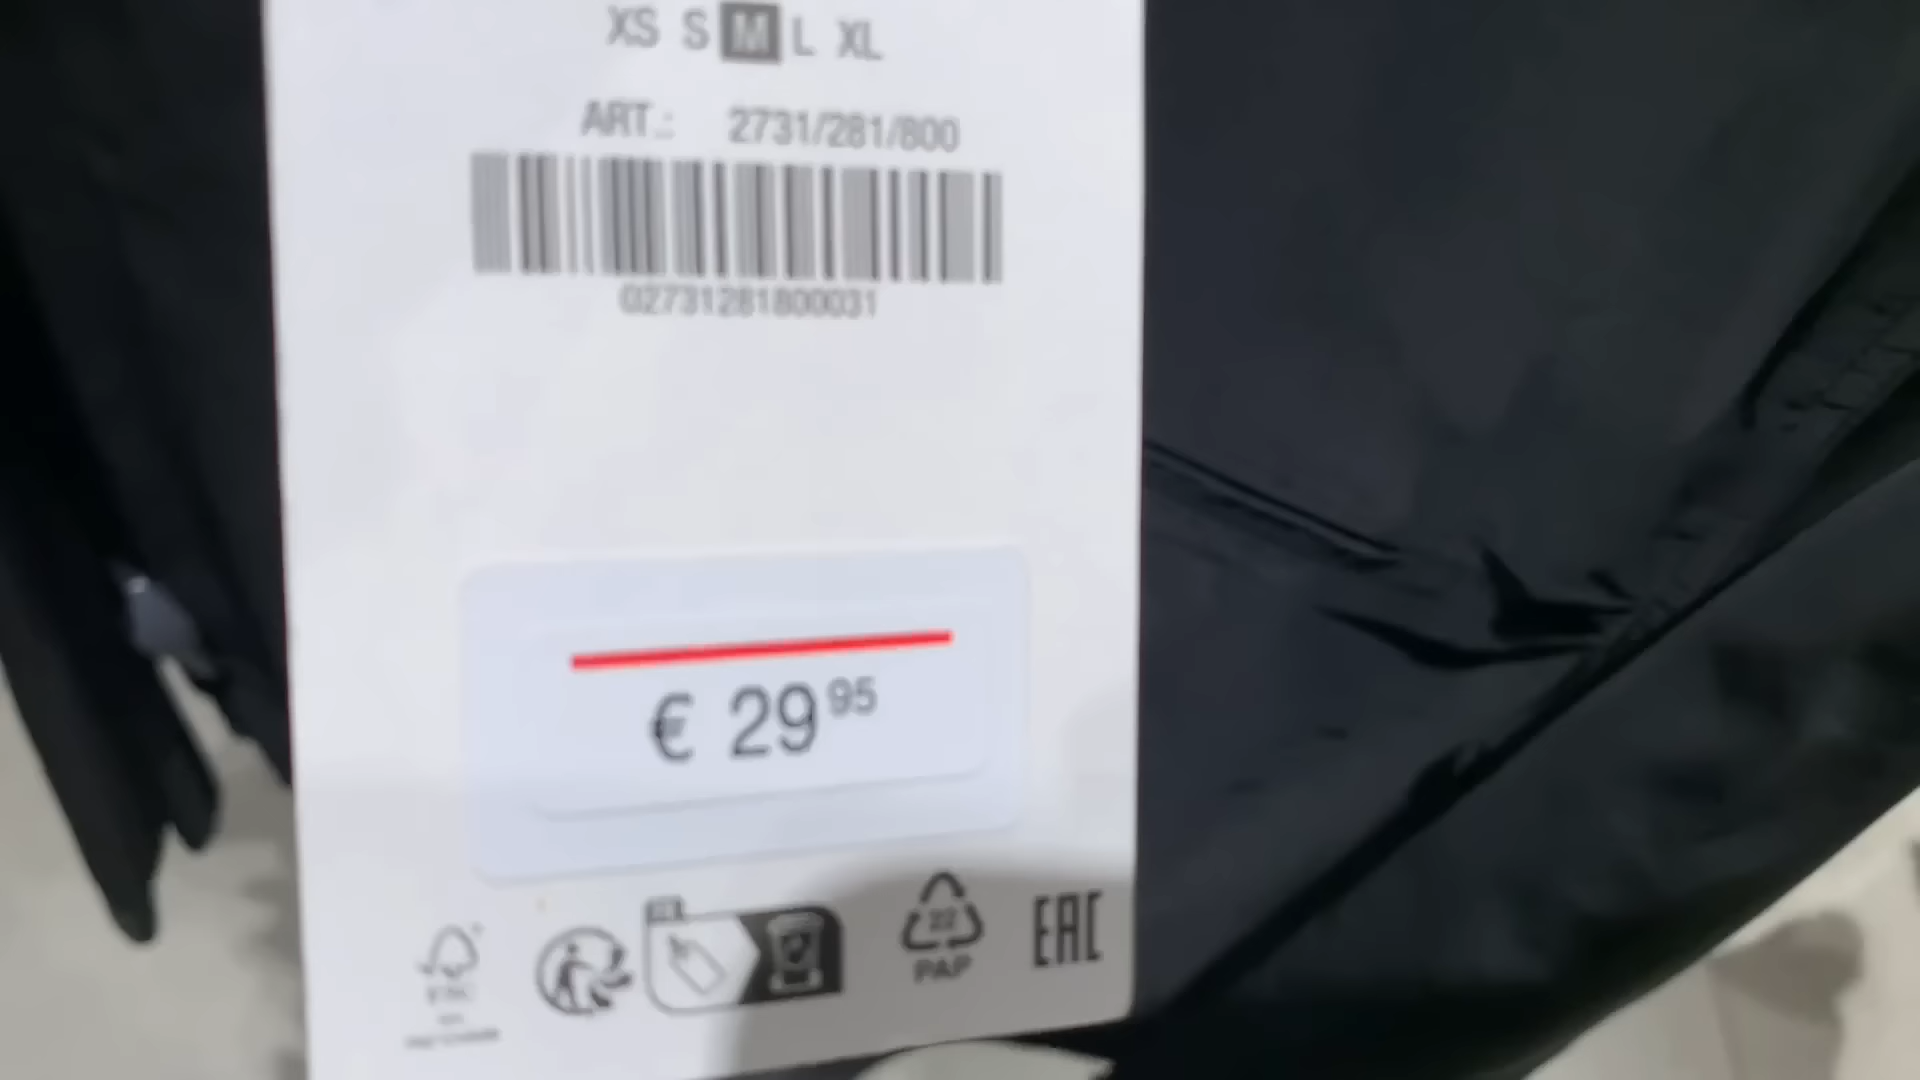 XS S M L XL
ART.: 2731/281/800
02731281800031
€ 29 95
22
PAP
EAC